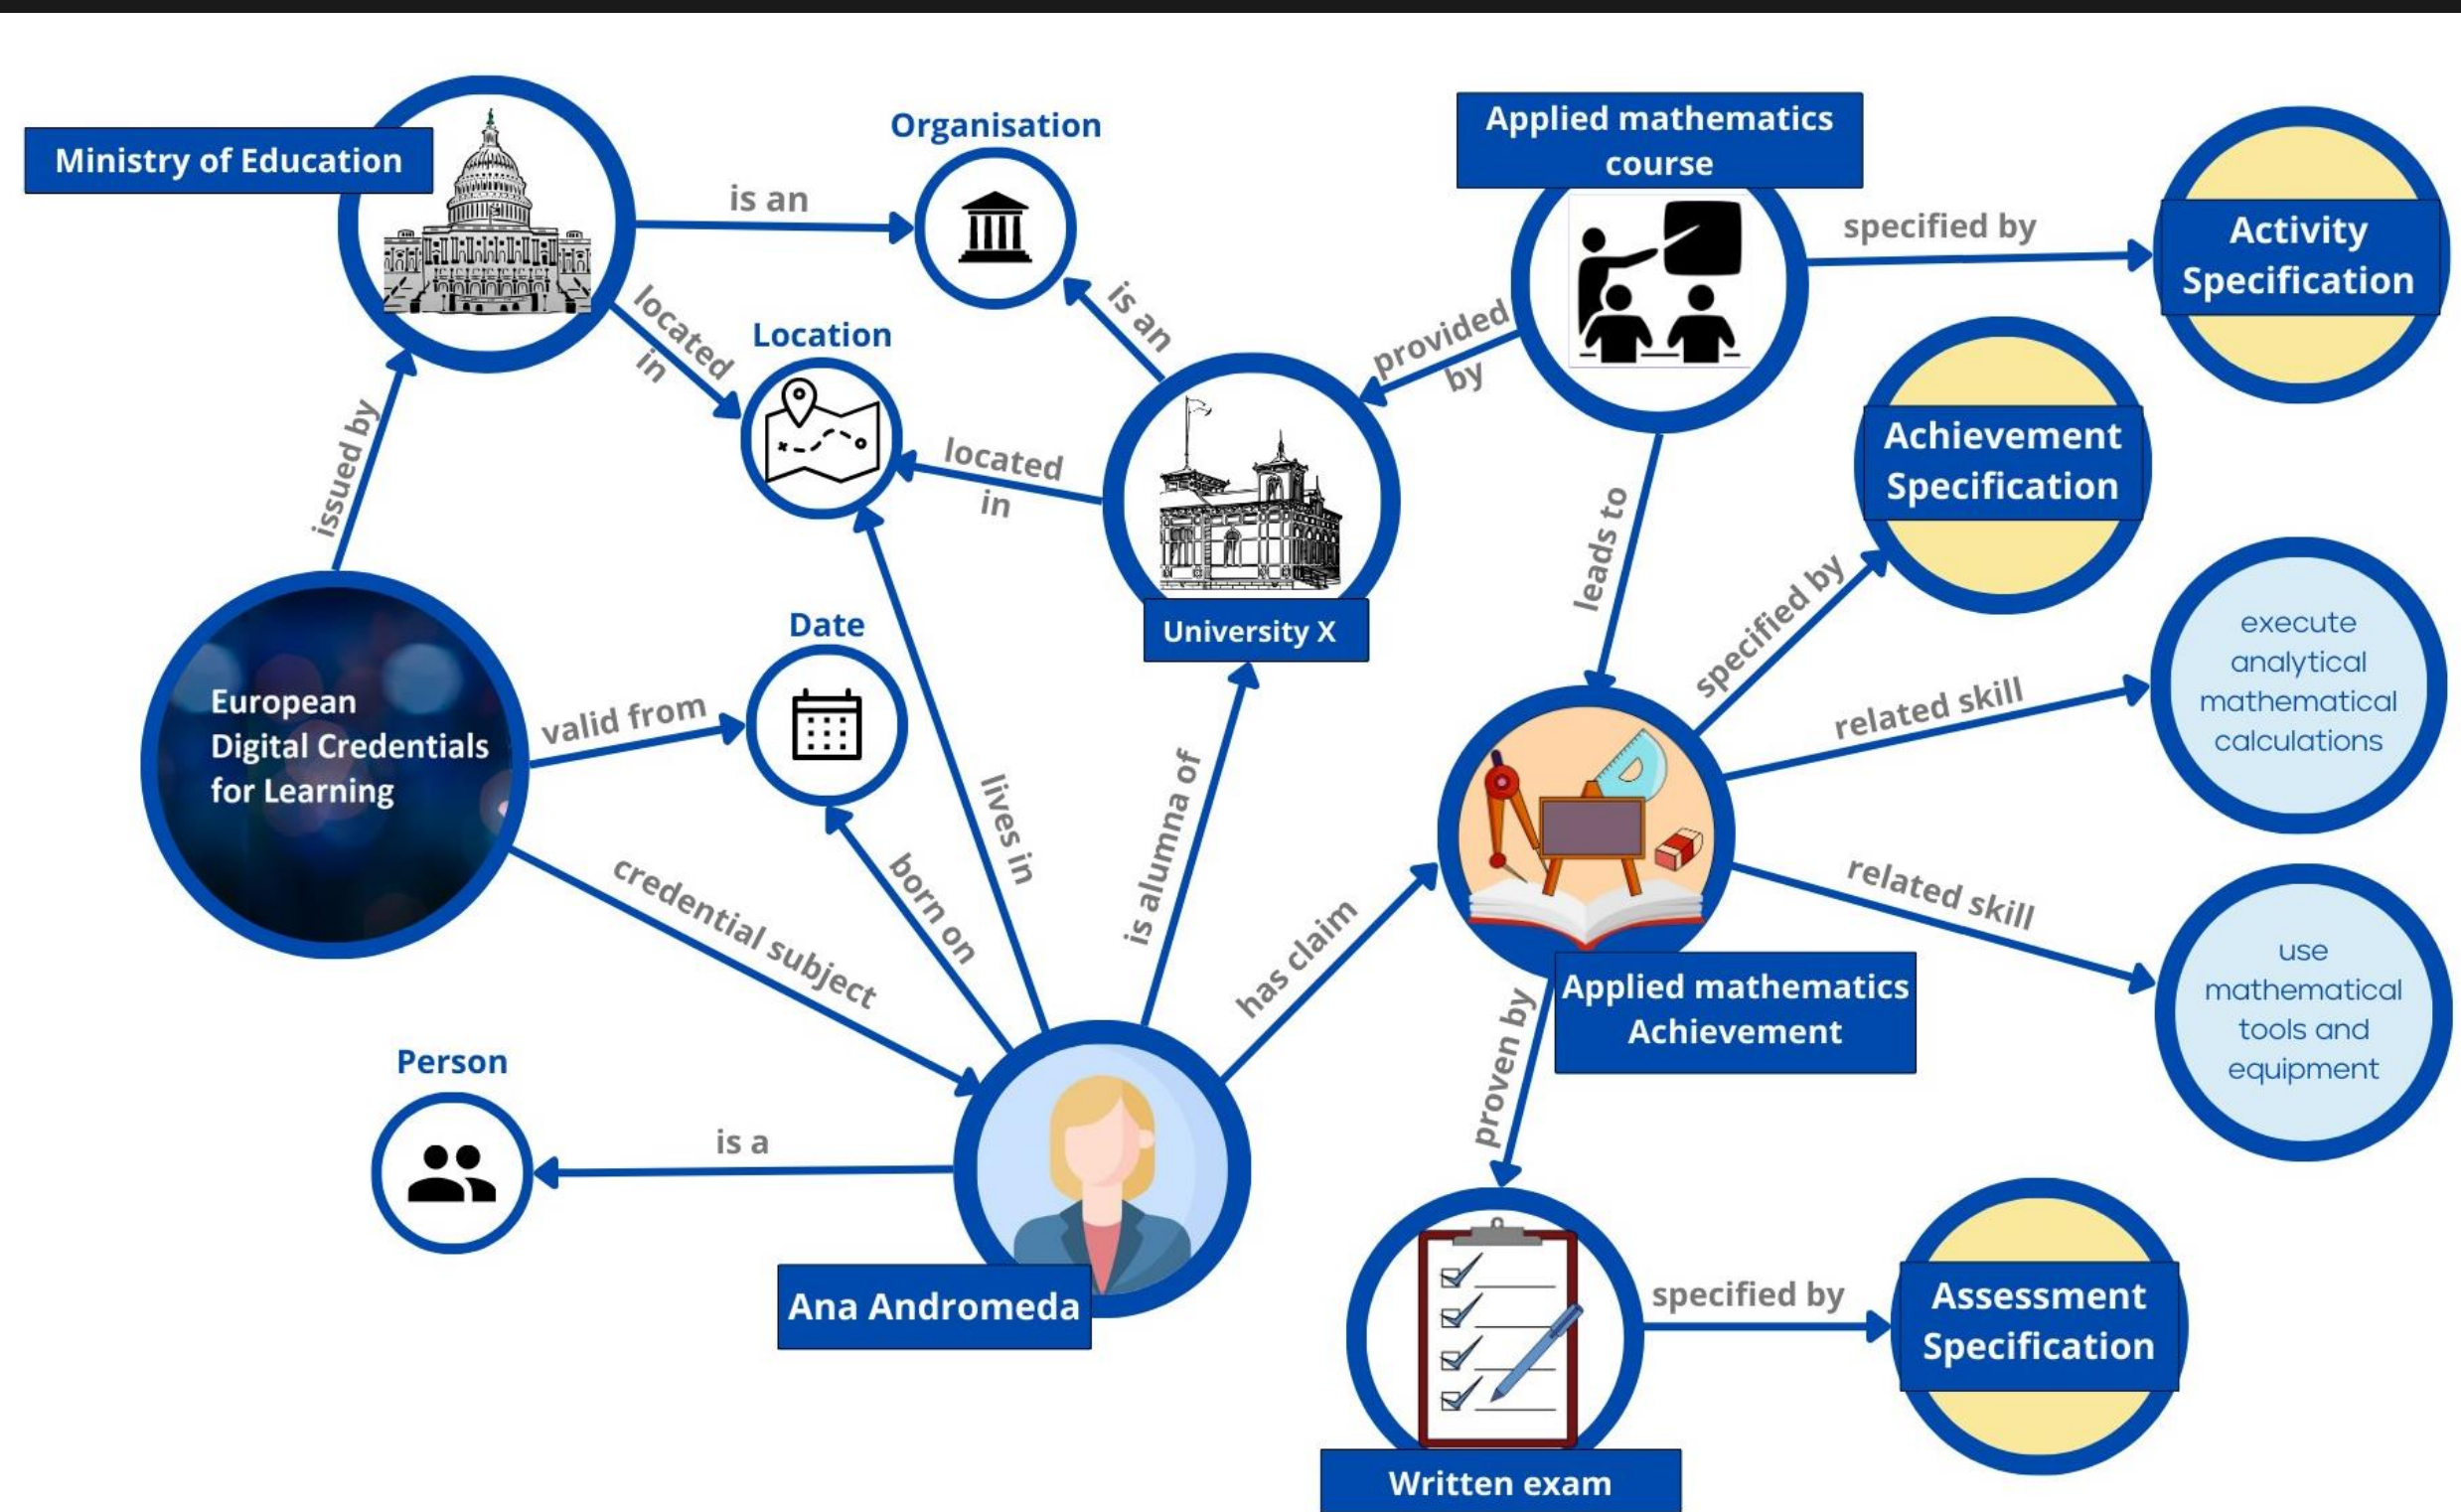 Ministry of Education
Organisation
Applied mathematics
course
is an
specified by
Activity
Specification
located
in
Location
is an
provided
by
Achievement
Specification
issued by
located
in
leads to
specified by
University X
execute
analytical
mathematical
calculations
European
Digital Credentials
for Learning
valid from
Date
lives in
is alumna of
related skill
credential subject
born on
has claim
related skill
use
mathematical
tools and
equipment
Applied mathematics
Achievement
proven by
Person
is a
Ana Andromeda
specified by
Assessment
Specification
Written exam